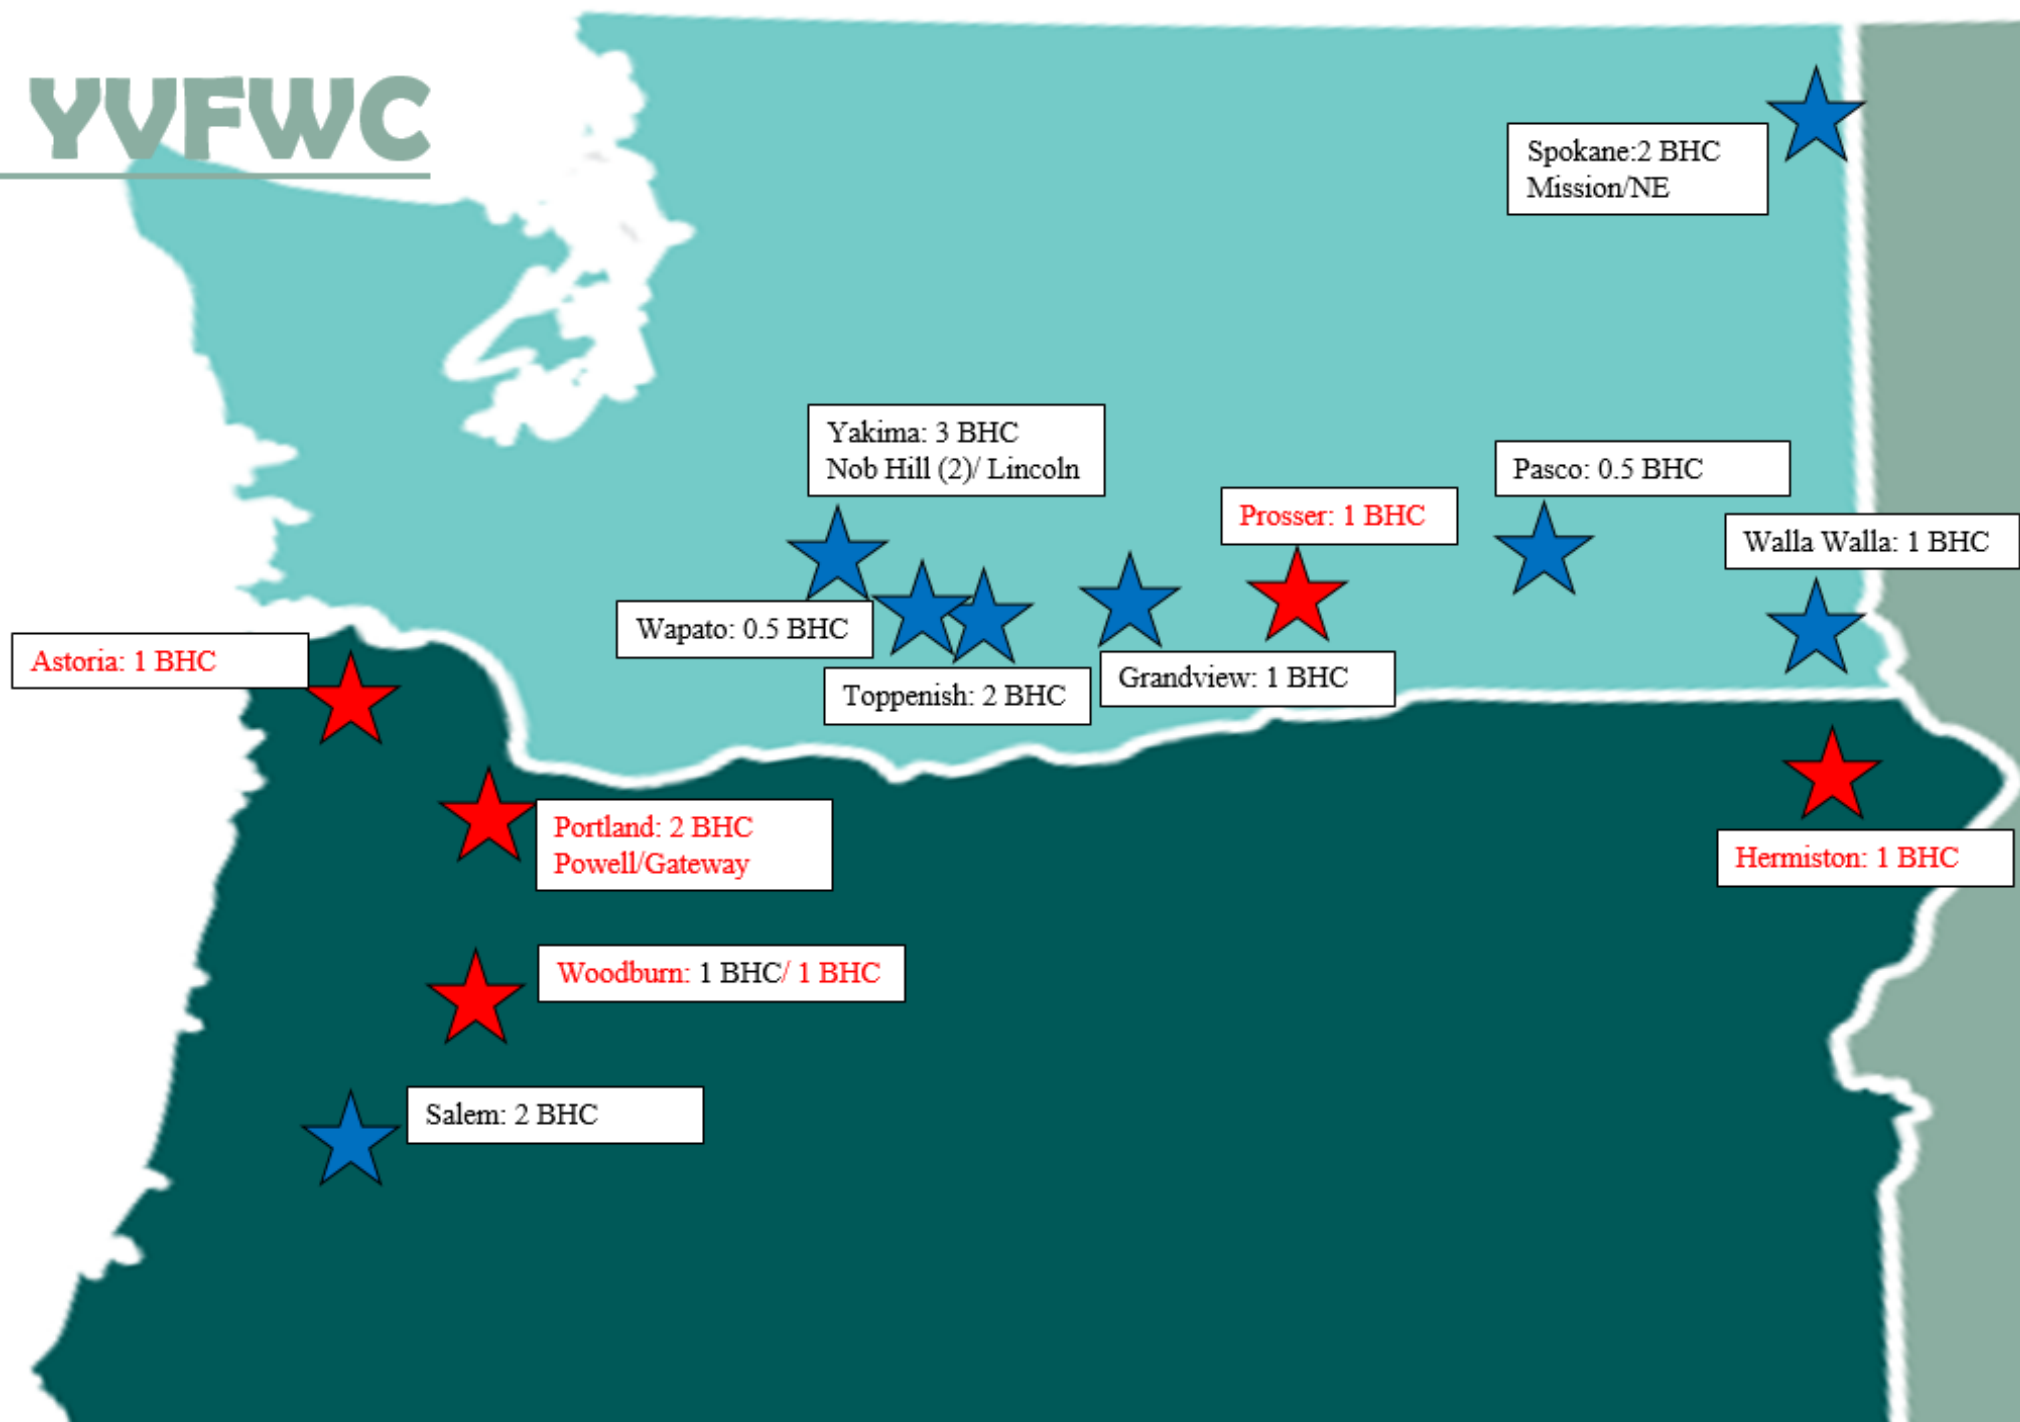 YVFWC
Spokane:2 BHC
Mission/NE
Yakima: 3 BHC
Nob Hill (2)/ Lincoln
Pasco: 0.5 BHC
Prosser: 1 BHC
Walla Walla: 1 BHC
Wapato: 0.5 BHC
Astoria: 1 BHC
Grandview: 1 BHC
Toppenish: 2 BHC
Portland: 2 BHC
Powell/Gateway
Hermiston: 1 BHC
Woodburn: 1 BHC/ 1 BHC
Salem: 2 BHC